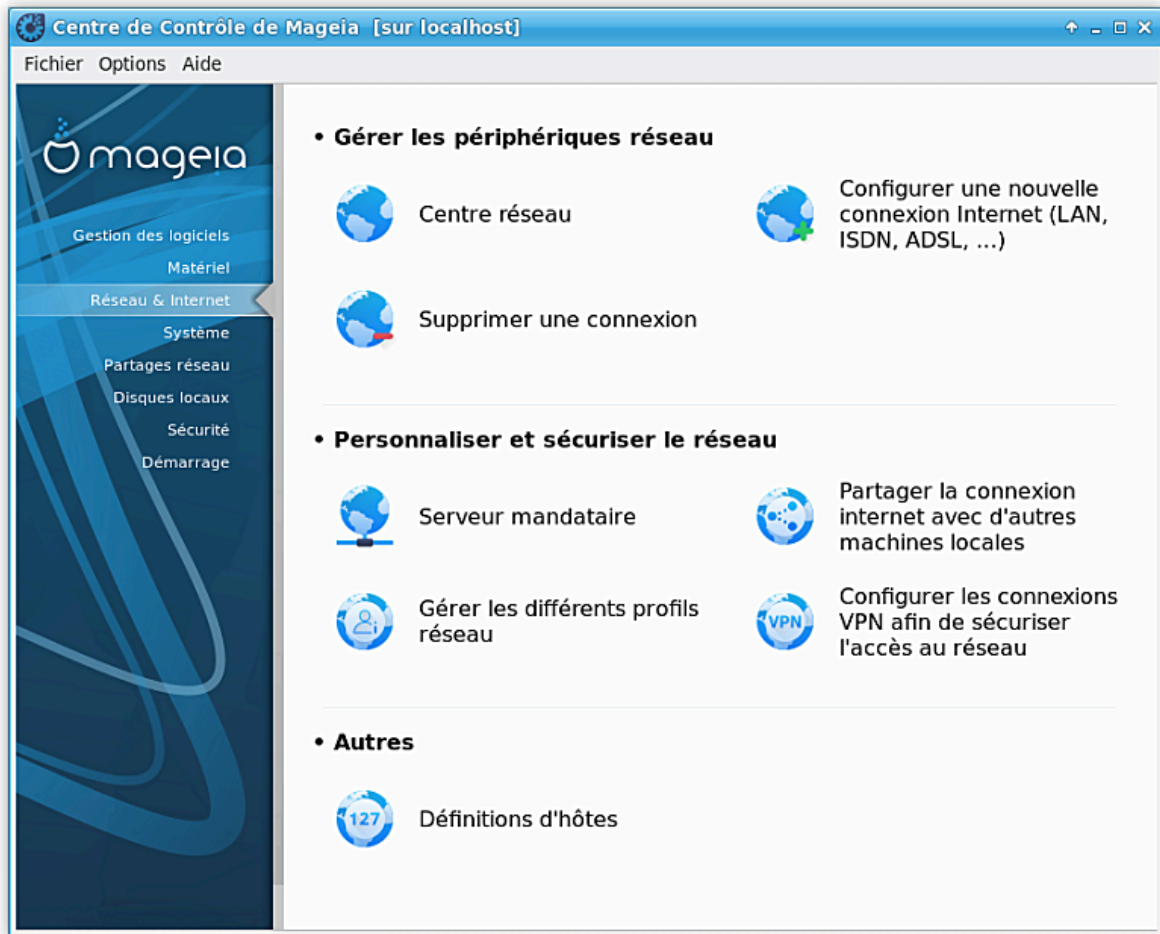 Centre de Contrôle de Mageia [sur localhost]
Fichier Options Aide
mageia
Gestion des logiciels
Matériel
Réseau & Internet
Système
Partages réseau
Disques locaux
Sécurité
Démarrage
• Gérer les périphériques réseau
Centre réseau
Configurer une nouvelle
connexion Internet (LAN,
ISDN, ADSL, ...)
Supprimer une connexion
• Personnaliser et sécuriser le réseau
Serveur mandataire
Partager la connexion
internet avec d'autres
machines locales
Gérer les différents profils
réseau
VPN
Configurer les connexions
VPN afin de sécuriser
l'accès au réseau
• Autres
127
Définitions d'hôtes